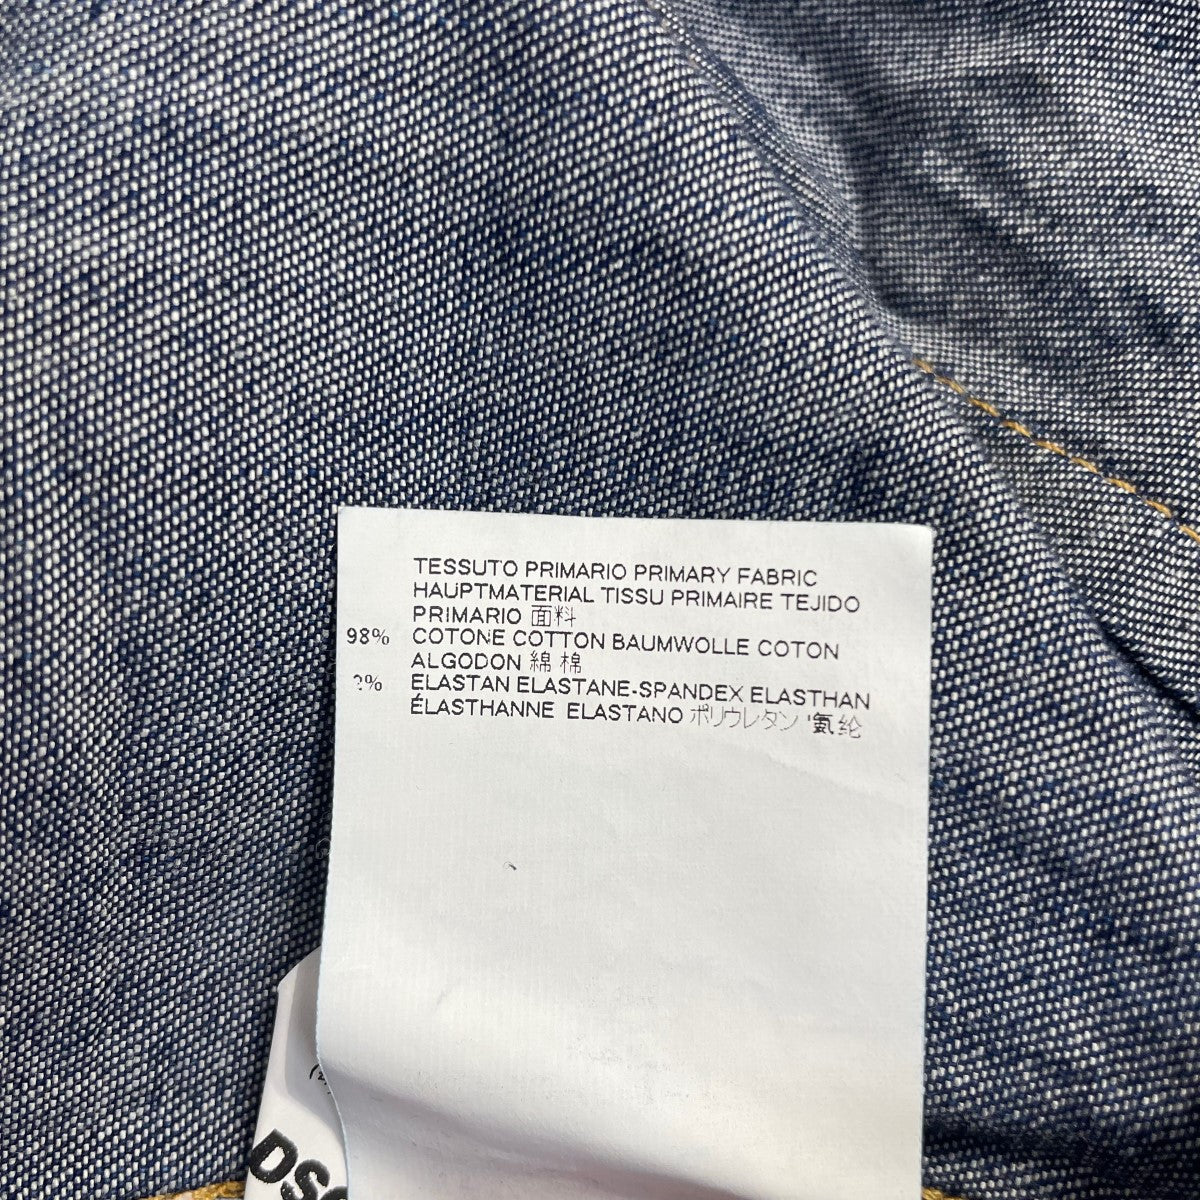 TESSUTO PRIMARIO PRIMARY FABRIC
HAUPTMATERIAL TISSU PRIMAIRE TEJIDO
PRIMARIO 面料
98% COTONE COTTON BAUMWOLLE COTON
ALGODON 綿 棉
2% ELASTAN ELASTANE-SPANDEX ELASTHAN
ÉLASTHANNE ELASTANO ポリウレタン 氨纶